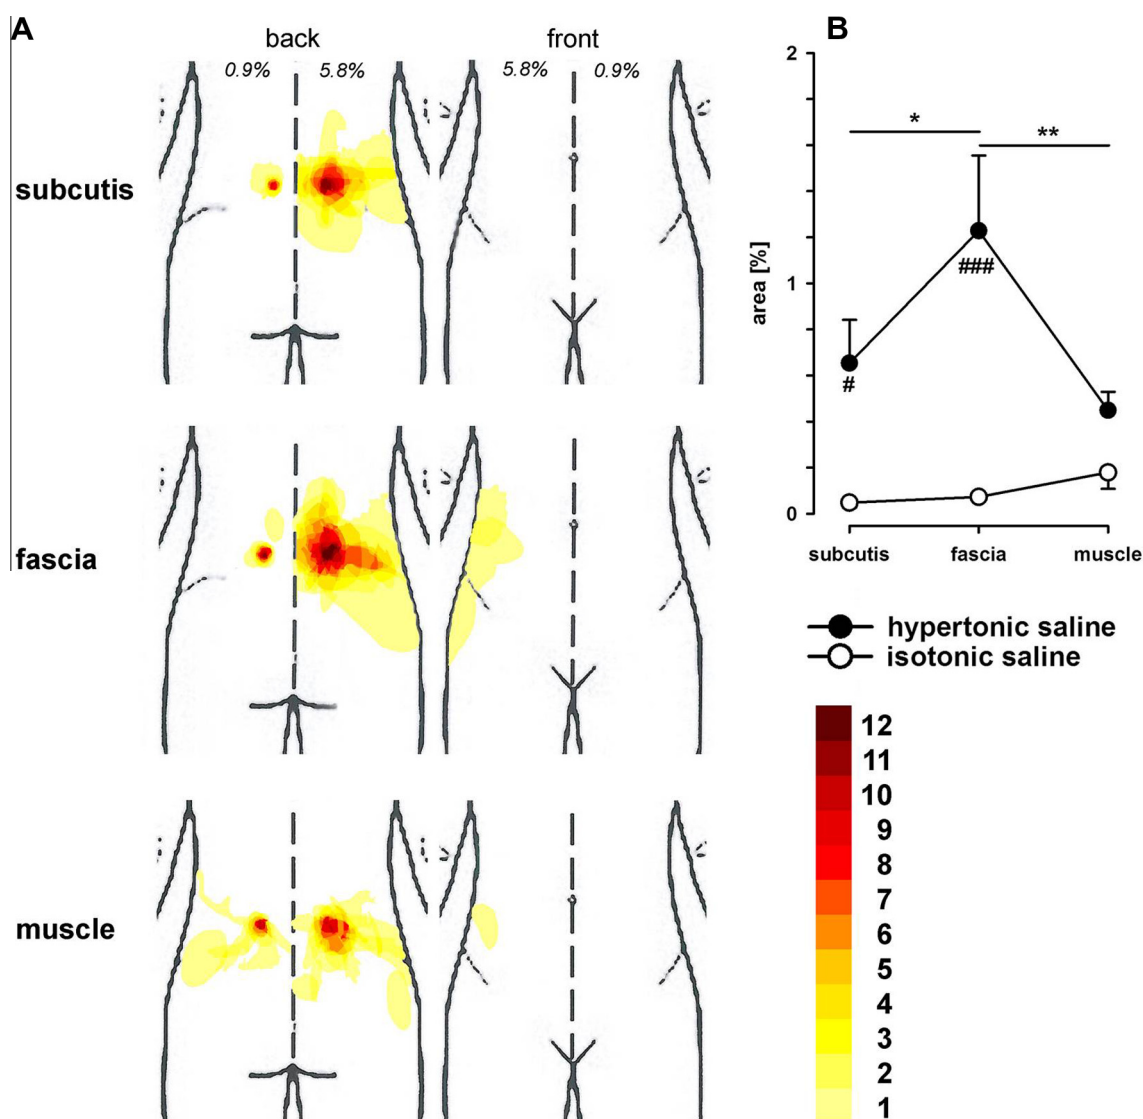 A
back
front
0.9%
5.8%
5.8%
0.9%
subcutis
fascia
muscle
B
2
1
0
area [%]
*
**
###
#
subcutis
fascia
muscle
hypertonic saline
isotonic saline
12
11
10
9
8
7
6
5
4
3
2
1